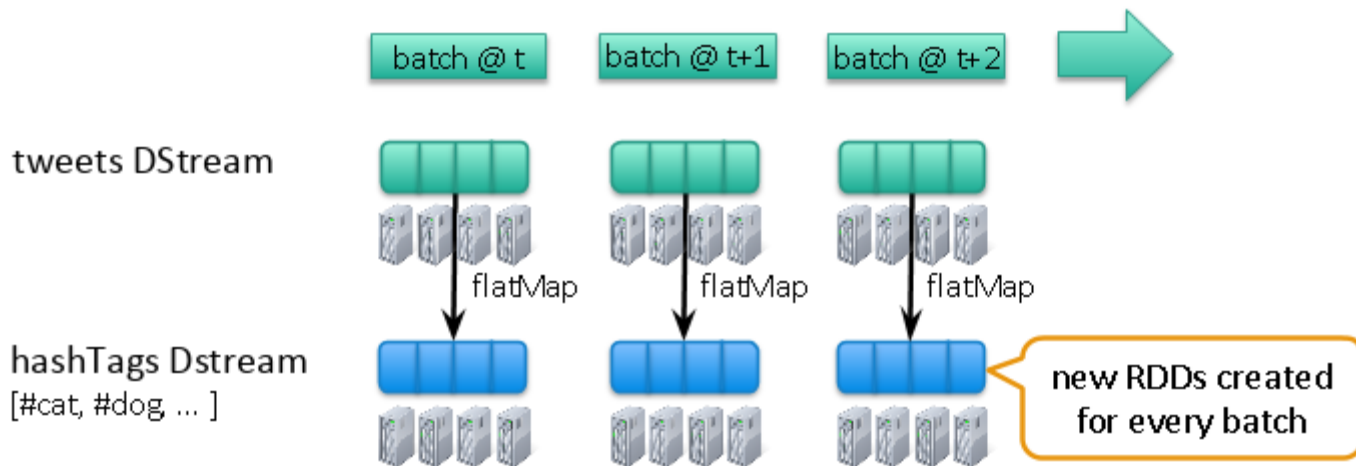 batch @ t
batch @ t+1
batch @ t+2
tweets DStream
flatMap
flatMap
flatMap
hashTags Dstream
[#cat, #dog, ... ]
new RDDs created
for every batch